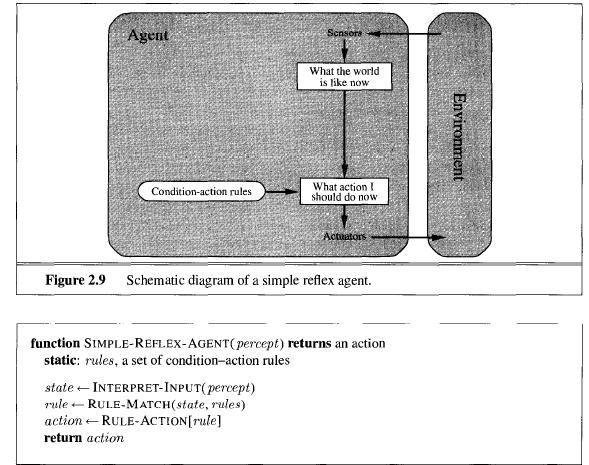 Agent
Sensors
What the world
is like now
Environment
Condition-action rules
What action I
should do now
Actuators
Figure 2.9 Schematic diagram of a simple reflex agent.
function SIMPLE-REFLEX-AGENT(percept) returns an action
static: rules, a set of condition–action rules
state ← INTERPRET-INPUT(percept)
rule ← RULE-MATCH(state, rules)
action ← RULE-ACTION[rule]
return action